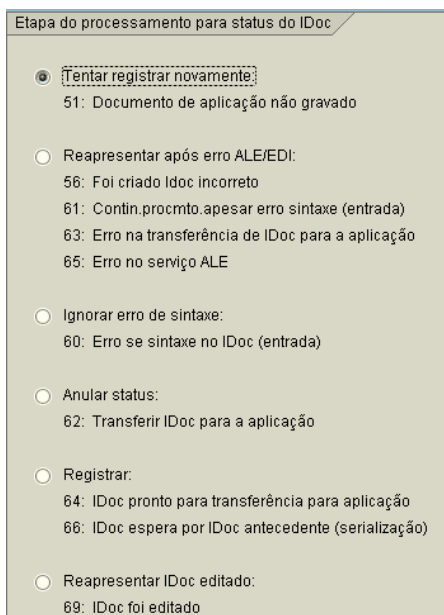 Etapa do processamento para status do IDoc
Tentar registrar novamente:
51: Documento de aplicação não gravado
Reapresentar após erro ALE/EDI:
56: Foi criado Idoc incorreto
61: Contin.procmto.apesar erro sintaxe (entrada)
63: Erro na transferência de IDoc para a aplicação
65: Erro no serviço ALE
Ignorar erro de sintaxe:
60: Erro se sintaxe no IDoc (entrada)
Anular status:
62: Transferir IDoc para a aplicação
Registrar:
64: IDoc pronto para transferência para aplicação
66: IDoc espera por IDoc antecedente (serialização)
Reapresentar IDoc editado:
69: IDoc foi editado